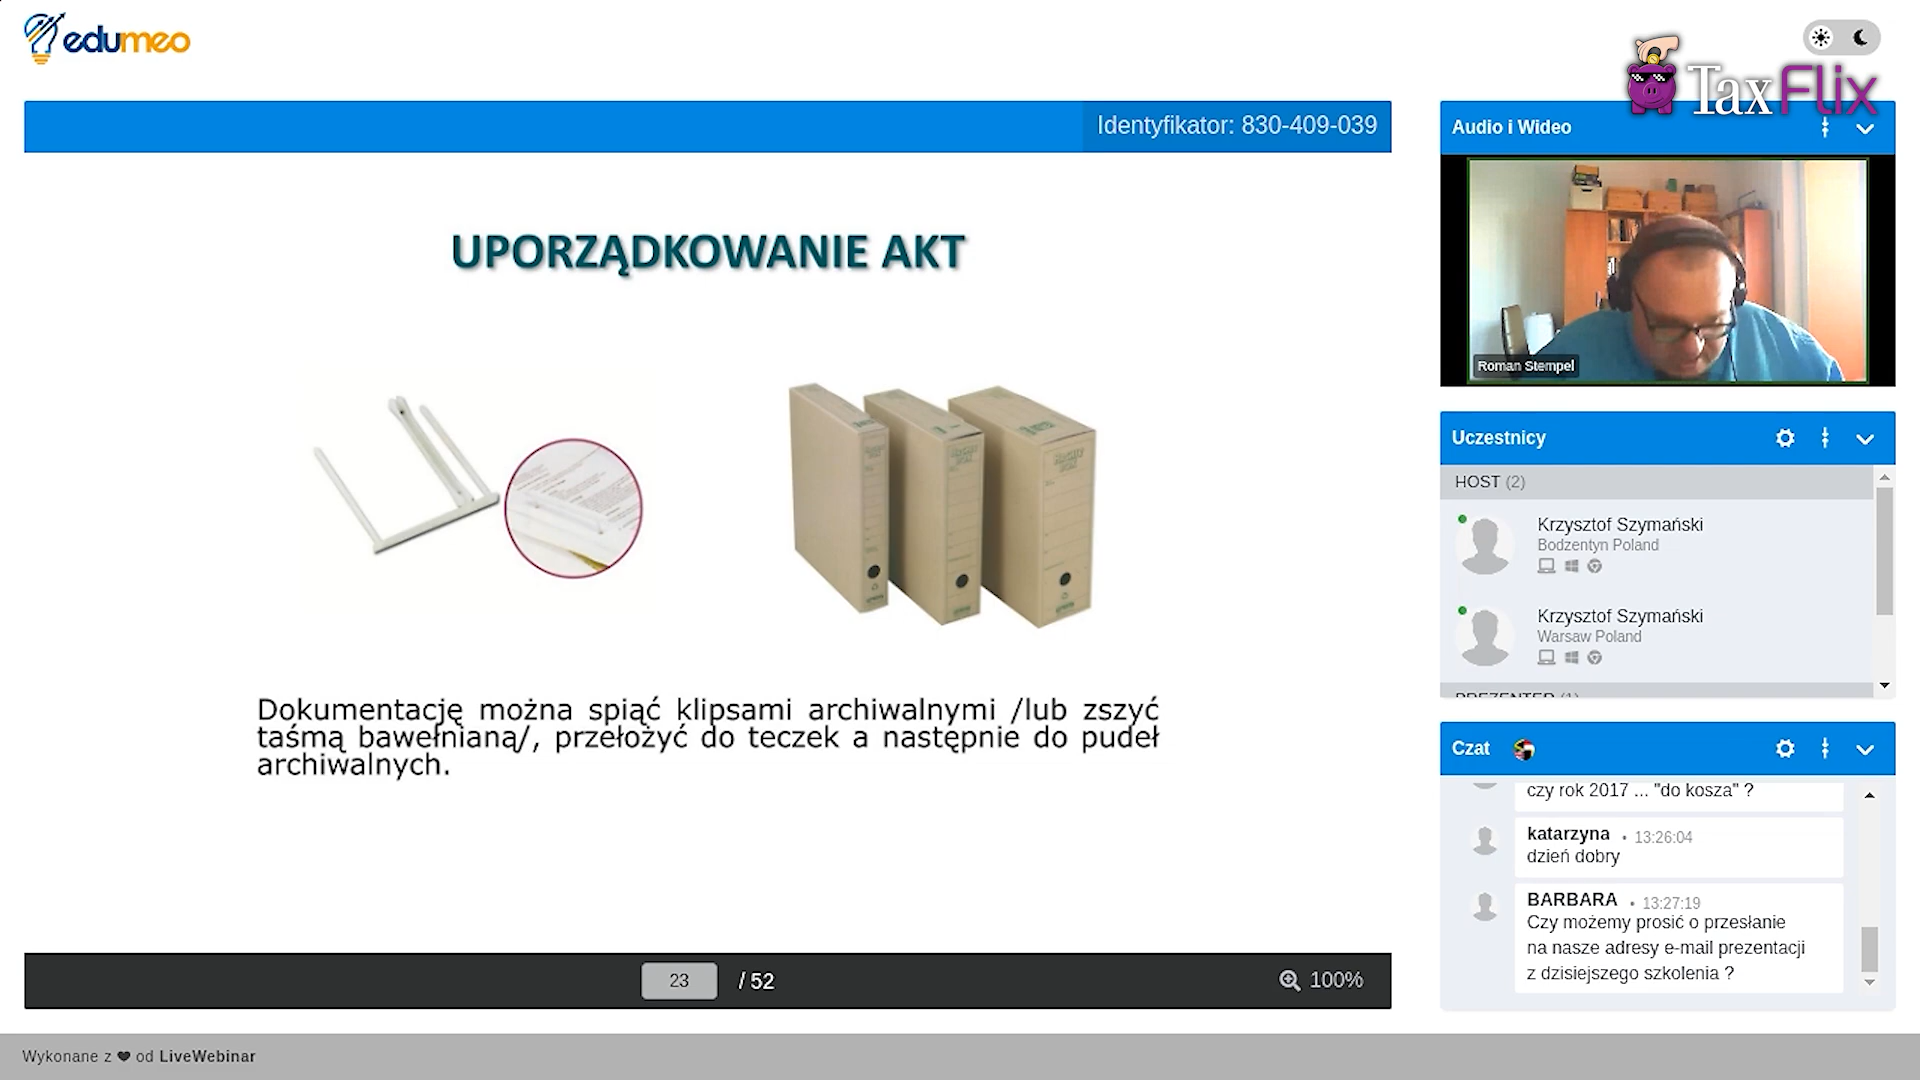 edumeo
TaxFlix
Identyfikator: 830-409-039
UPORZĄDKOWANIE AKT
Dokumentację można spiąć klipsami archiwalnymi /lub zszyć
taśmą bawełnianą/, przełożyć do teczek a następnie do pudeł
archiwalnych.
23 / 52
100%
Audio i Wideo
Roman Stempel
Uczestnicy
HOST (2)
Krzysztof Szymański
Bodzentyn Poland
Krzysztof Szymański
Warsaw Poland
PREZENTER (1)
Czat
czy rok 2017 ... "do kosza" ?
katarzyna • 13:26:04
dzień dobry
BARBARA • 13:27:19
Czy możemy prosić o przesłanie
na nasze adresy e-mail prezentacji
z dzisiejszego szkolenia ?
Wykonane z ❤ od LiveWebinar